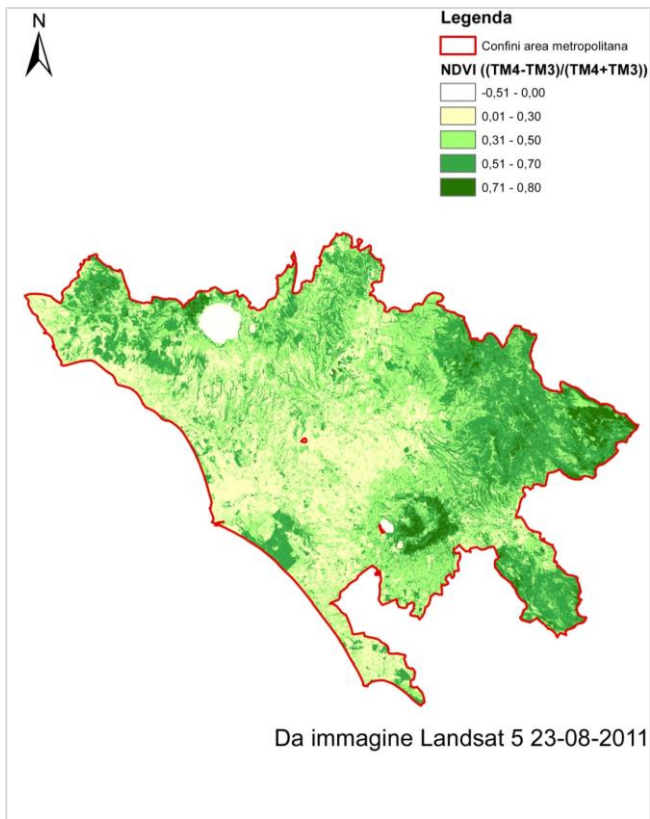 N
Legenda
Confini area metropolitana
NDVI ((TM4-TM3)/(TM4+TM3))
-0,51 - 0,00
0,01 - 0,30
0,31 - 0,50
0,51 - 0,70
0,71 - 0,80
Da immagine Landsat 5 23-08-2011